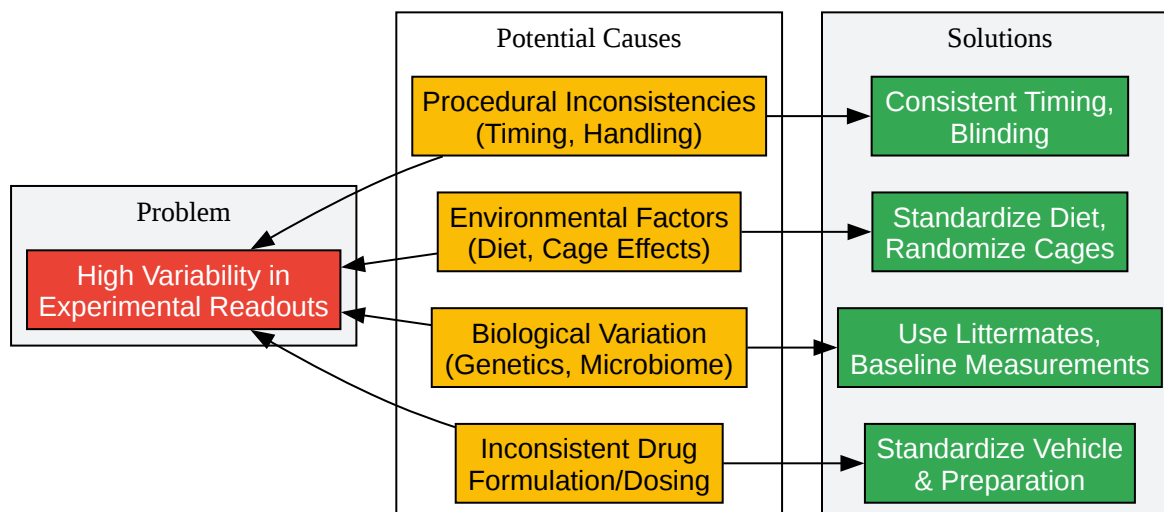 Problem
High Variability in
Experimental Readouts
Potential Causes
Procedural Inconsistencies
(Timing, Handling)
Environmental Factors
(Diet, Cage Effects)
Biological Variation
(Genetics, Microbiome)
Inconsistent Drug
Formulation/Dosing
Solutions
Consistent Timing,
Blinding
Standardize Diet,
Randomize Cages
Use Littermates,
Baseline Measurements
Standardize Vehicle
& Preparation